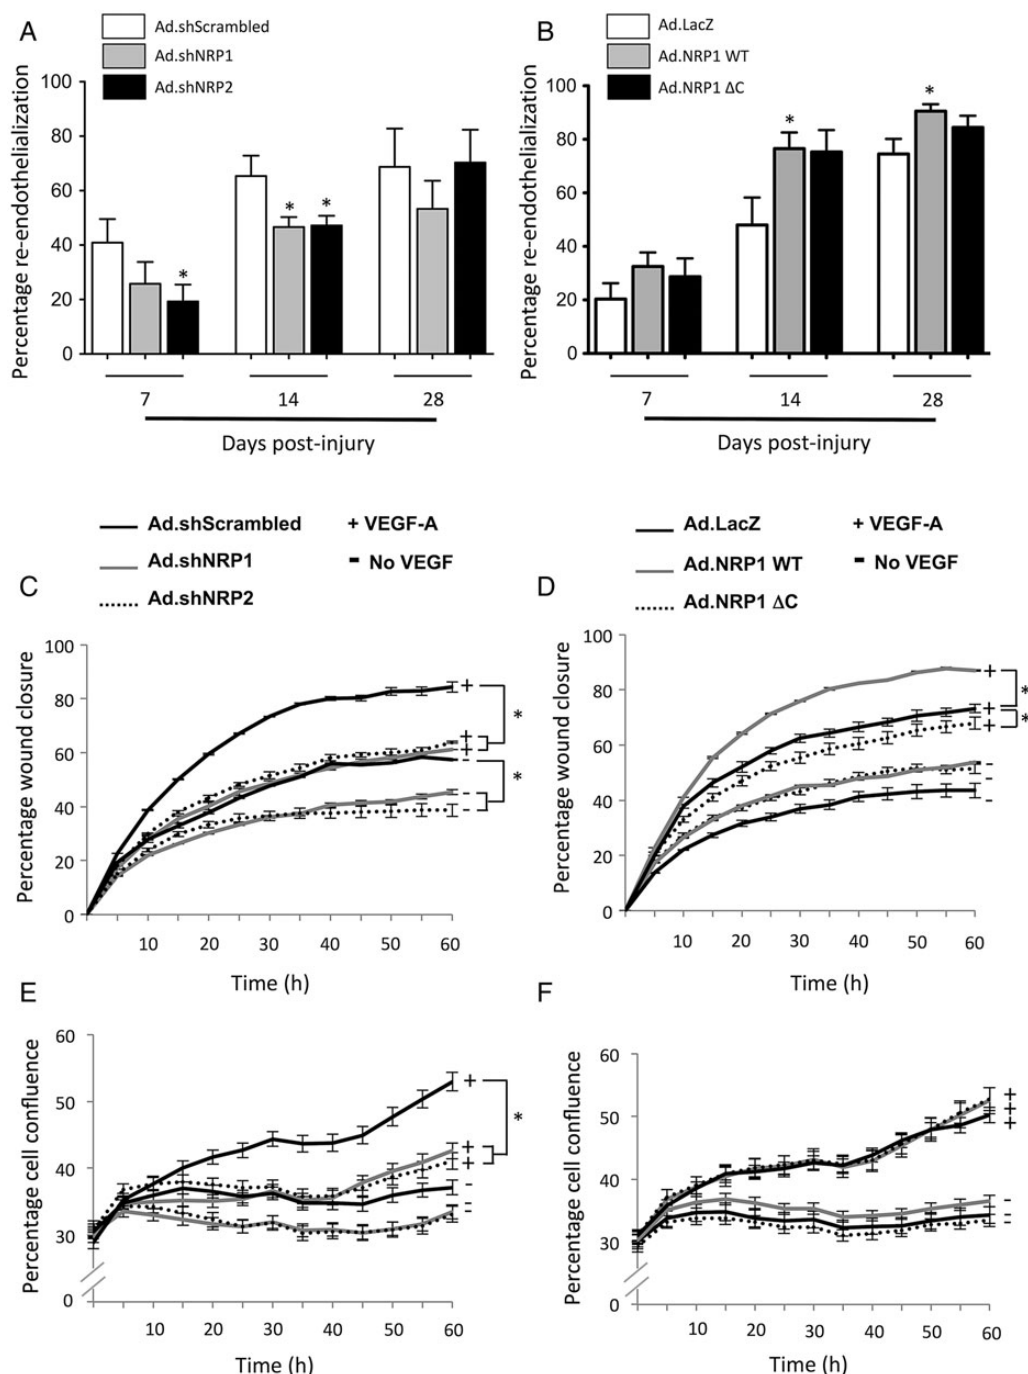 A
Ad.shScrambled
Ad.shNRP1
Ad.shNRP2
Percentage re-endothelialization
100
80
60
40
20
0
*
*
*
7 14 28
Days post-injury
B
Ad.LacZ
Ad.NRP1 WT
Ad.NRP1 ΔC
Percentage re-endothelialization
100
80
60
40
20
0
*
*
7 14 28
Days post-injury
Ad.shScrambled + VEGF-A
Ad.shNRP1 - No VEGF
Ad.shNRP2
C
Percentage wound closure
100
80
60
40
20
0
+
+
+
-
-
-
*
*
10 20 30 40 50 60
Time (h)
Ad.LacZ + VEGF-A
Ad.NRP1 WT - No VEGF
Ad.NRP1 ΔC
D
Percentage wound closure
100
80
60
40
20
0
+
+
+
-
-
-
*
*
10 20 30 40 50 60
Time (h)
E
Percentage cell confluence
60
50
40
30
0
+
+
+
-
-
-
*
10 20 30 40 50 60
Time (h)
F
Percentage cell confluence
60
50
40
30
0
+
+
+
-
-
-
10 20 30 40 50 60
Time (h)